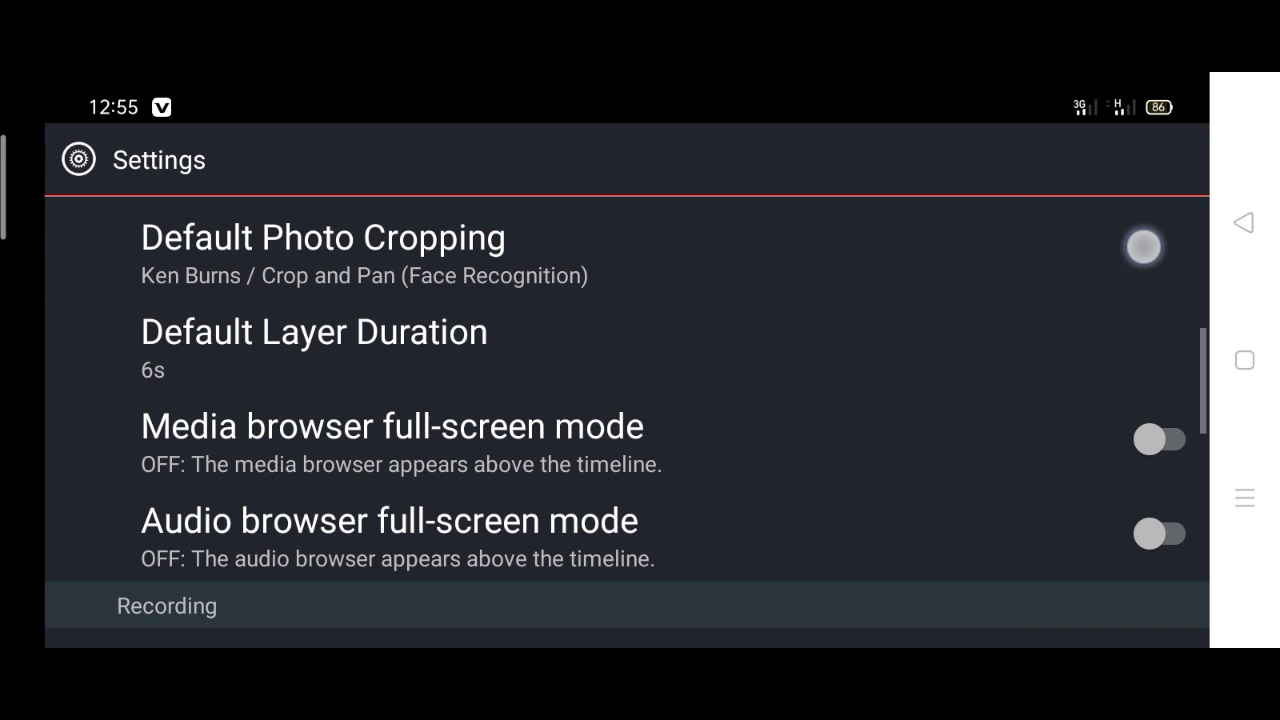 12:55
3G H 86
Settings
Default Photo Cropping
Ken Burns / Crop and Pan (Face Recognition)
Default Layer Duration
6s
Media browser full-screen mode
OFF: The media browser appears above the timeline.
Audio browser full-screen mode
OFF: The audio browser appears above the timeline.
Recording